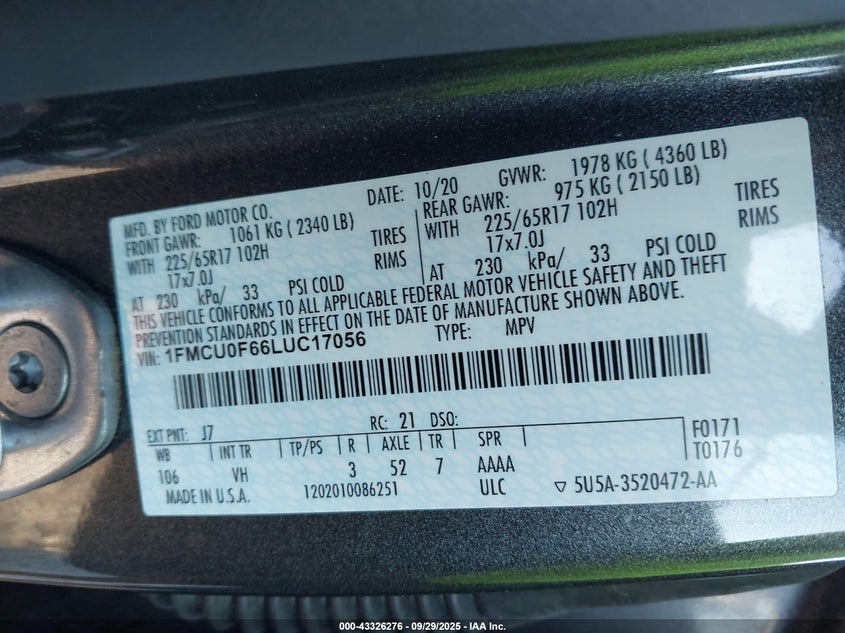 MFD. BY FORD MOTOR CO. DATE: 10/20 GVWR: 1978 KG ( 4360 LB)
FRONT GAWR: 1061 KG ( 2340 LB) REAR GAWR: 975 KG ( 2150 LB)
WITH 225/65R17 102H TIRES WITH 225/65R17 102H TIRES
17x7.0J RIMS 17x7.0J RIMS
AT 230 kPa/ 33 PSI COLD AT 230 kPa/ 33 PSI COLD
THIS VEHICLE CONFORMS TO ALL APPLICABLE FEDERAL MOTOR VEHICLE SAFETY AND THEFT
PREVENTION STANDARDS IN EFFECT ON THE DATE OF MANUFACTURE SHOWN ABOVE.
VIN: 1FMCU0F66LUC17056 TYPE: MPV
EXT PNT: J7 RC: 21 DSO:
WB INT TR TP/PS R AXLE TR SPR F0171
106 VH 3 52 7 AAAA T0176
MADE IN U.S.A. 1202010086251 ULC ▽ 5U5A-3520472-AA
000-43326276 - 09/29/2025 - IAA Inc.